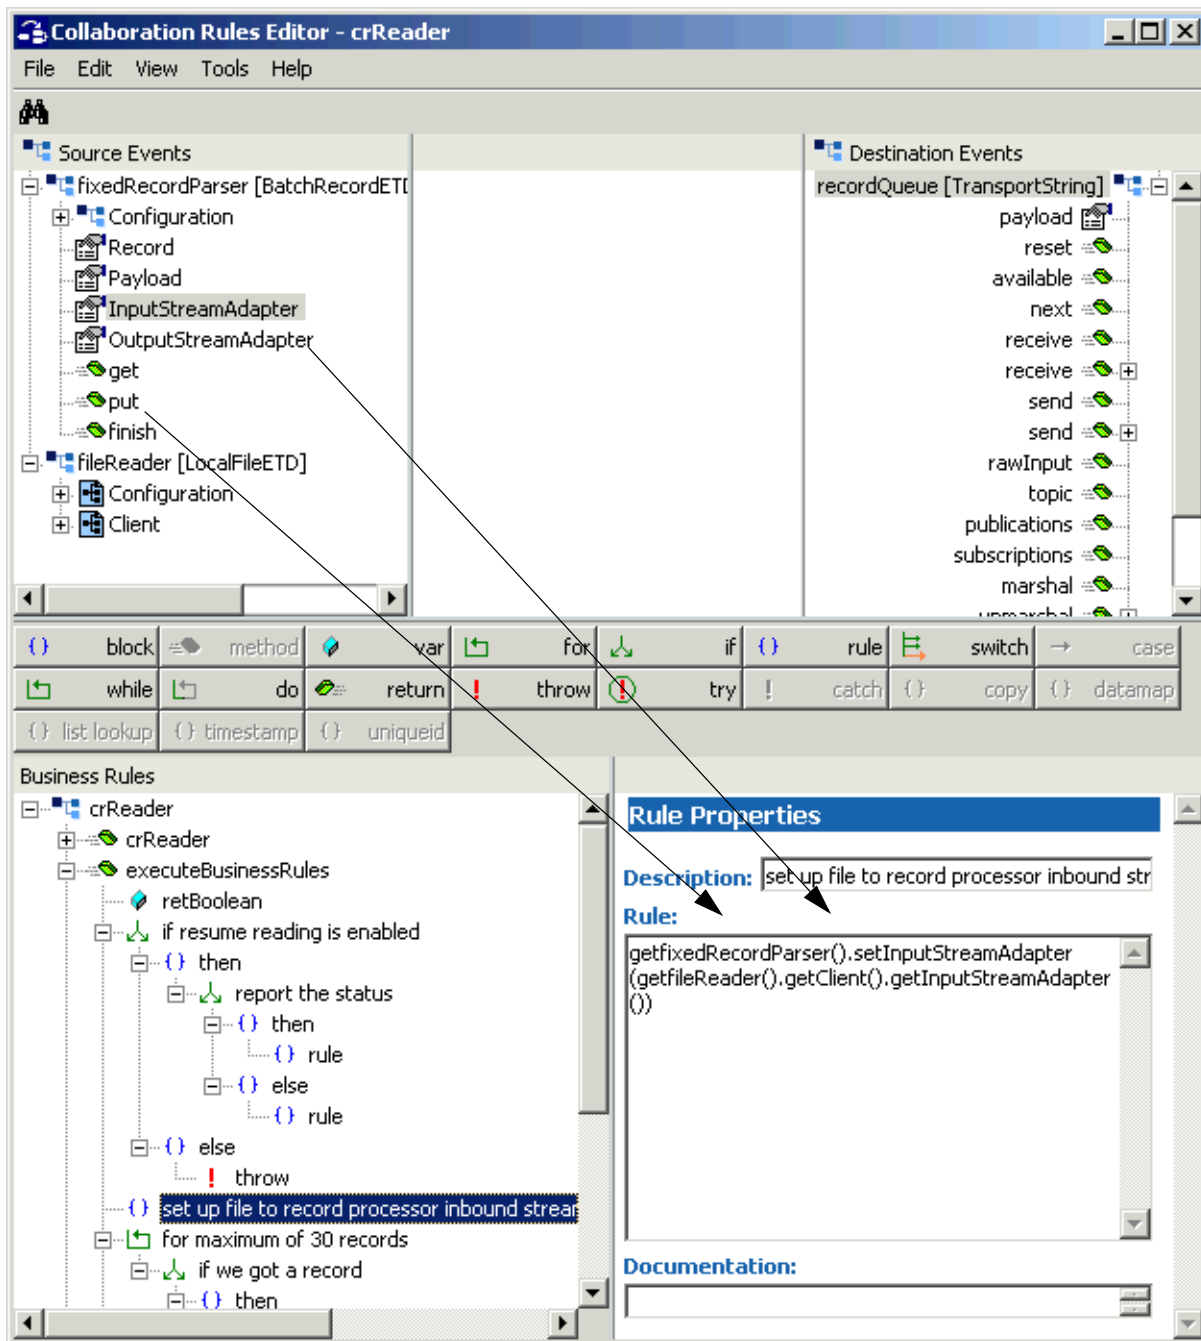 Collaboration Rules Editor - crReader
File Edit View Tools Help
Source Events
fixedRecordParser [BatchRecordETD
Configuration
Record
Payload
InputStreamAdapter
OutputStreamAdapter
get
put
finish
fileReader [LocalFileETD]
Configuration
Client
Destination Events
recordQueue [TransportString]
payload
reset
available
next
receive
receive
send
send
rawInput
topic
publications
subscriptions
marshal
unmarshal
{} block method var for if {} rule switch case
while do return ! throw ! try ! catch {} copy {} datamap
{} list lookup {} timestamp {} uniqueid
Business Rules
crReader
crReader
executeBusinessRules
retBoolean
if resume reading is enabled
{} then
report the status
{} then
{} rule
{} else
{} rule
{} else
! throw
{} set up file to record processor inbound strear
for maximum of 30 records
if we got a record
{} then
Rule Properties
Description: set up file to record processor inbound str
Rule:
getfixedRecordParser().setInputStreamAdapter
(getfileReader().getClient().getInputStreamAdapter
())
Documentation: